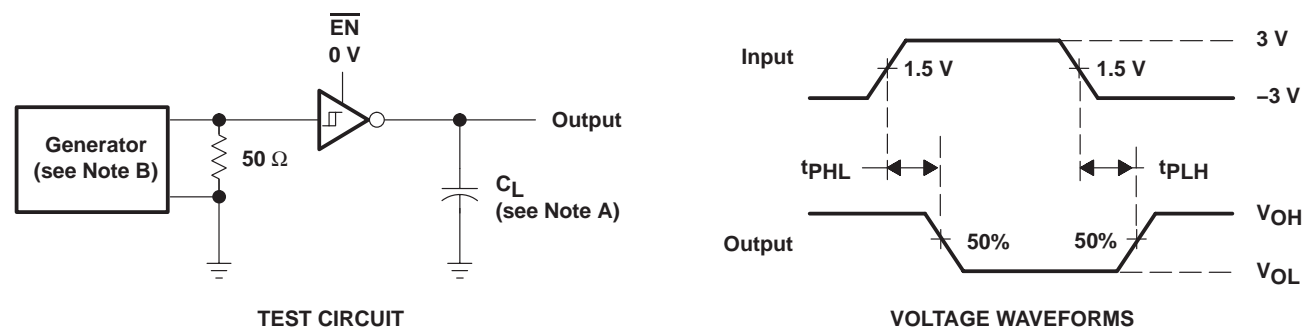 EN
0 V
Generator
(see Note B)
50 Ω
Output
CL
(see Note A)
TEST CIRCUIT
Input
3 V
1.5 V
1.5 V
–3 V
tPHL
tPLH
Output
50%
50%
VOH
VOL
VOLTAGE WAVEFORMS